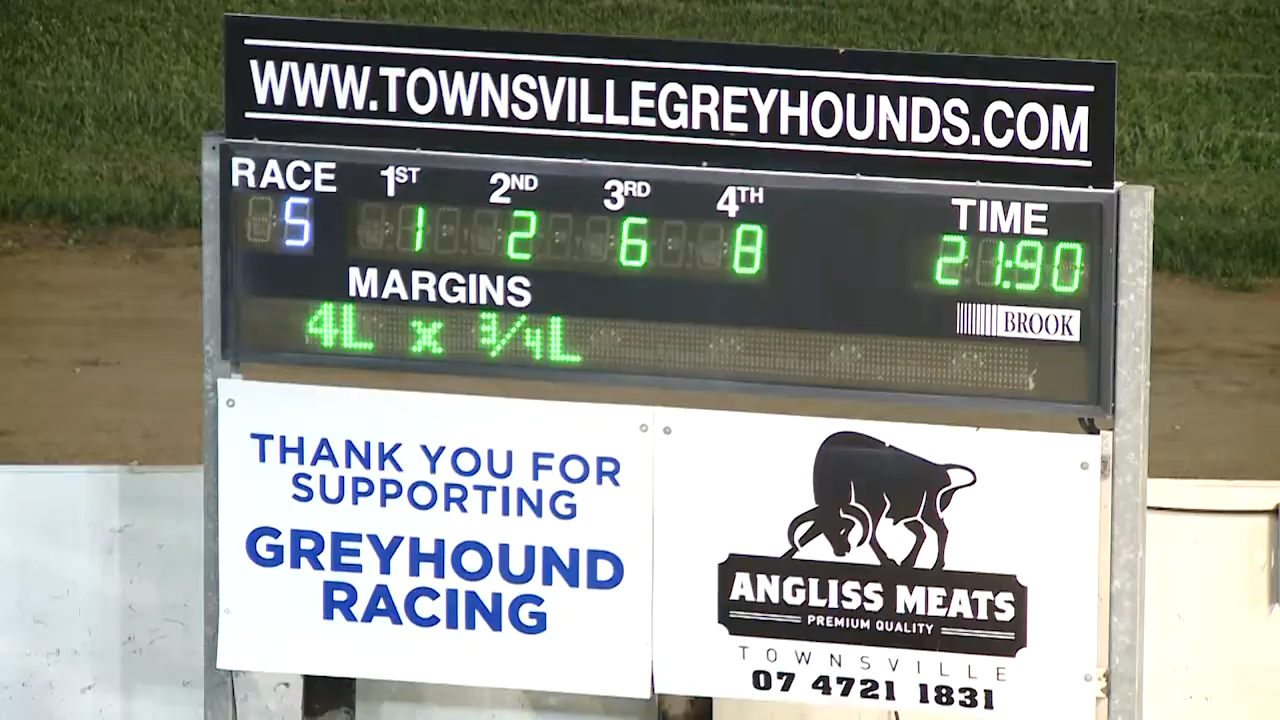 WWW.TOWNSVILLEGREYHOUNDS.COM
RACE 1ST 2ND 3RD 4TH TIME
5 1 2 6 8 21:90
MARGINS
BROOK
4L x 3/4L
THANK YOU FOR
SUPPORTING
GREYHOUND
RACING
ANGLISS MEATS
PREMIUM QUALITY
TOWNSVILLE
07 4721 1831